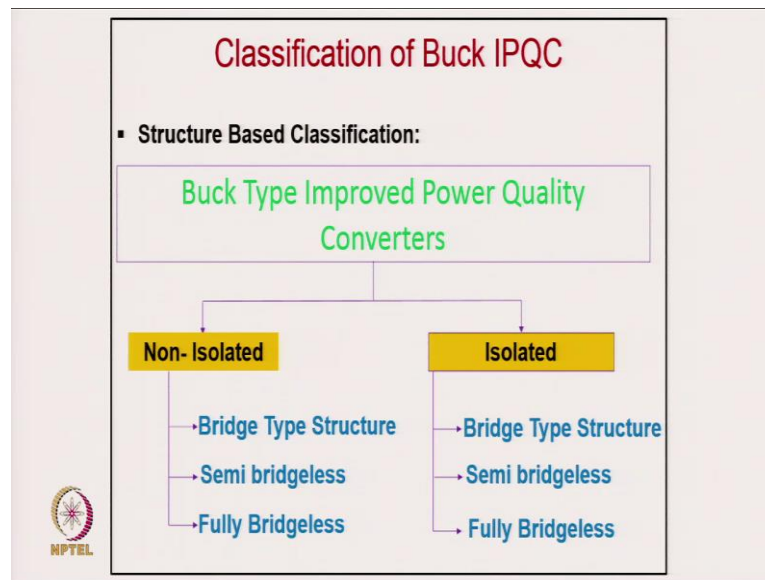 Classification of Buck IPQC
▪ Structure Based Classification:
Buck Type Improved Power Quality
Converters
Non- Isolated
Isolated
Bridge Type Structure
Semi bridgeless
Fully Bridgeless
Bridge Type Structure
Semi bridgeless
Fully Bridgeless
NPTEL